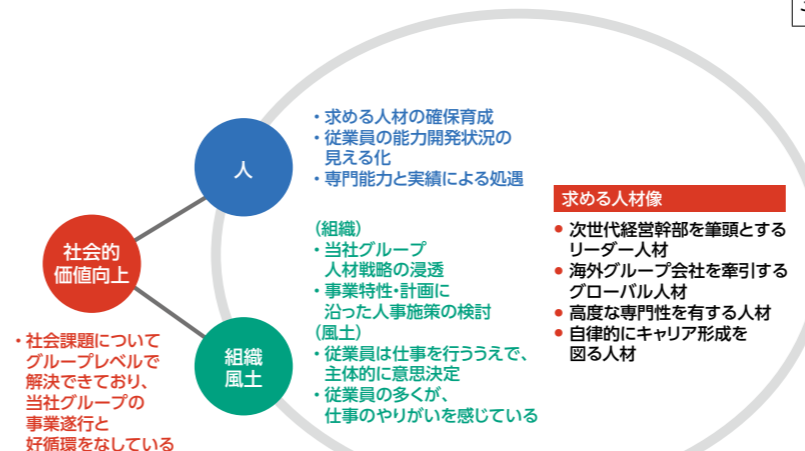 人
・求める人材の確保育成
・従業員の能力開発状況の
見える化
・専門能力と実績による処遇
社会的
価値向上
・社会課題について
グループレベルで
解決できており、
当社グループの
事業遂行と
好循環をなしている
組織
風土
（組織）
・当社グループ
人材戦略の浸透
・事業特性・計画に
沿った人事施策の検討
（風土）
・従業員は仕事を行ううえで、
主体的に意思決定
・従業員の多くが、
仕事のやりがいを感じている
求める人材像
● 次世代経営幹部を筆頭とする
リーダー人材
● 海外グループ会社を牽引する
グローバル人材
● 高度な専門性を有する人材
● 自律的にキャリア形成を
図る人材